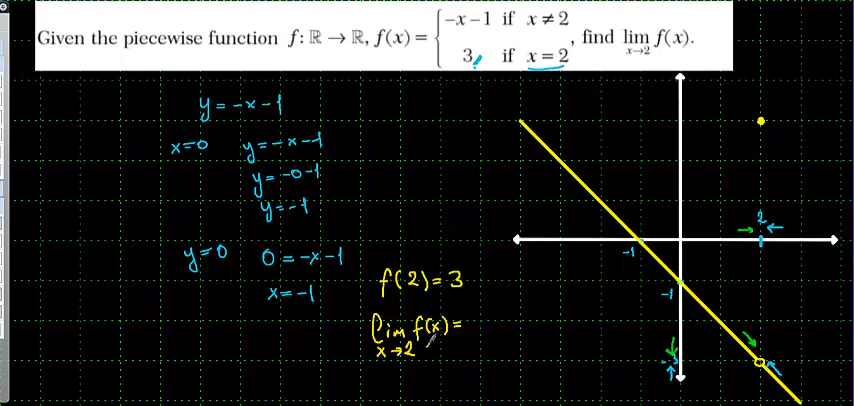 Given the piecewise function f: ℝ → ℝ, f(x) = { -x - 1 if x ≠ 2
3, if x = 2 , find lim x→2 f(x).
y = -x - 1
x = 0 y = -x - 1
y = -0 - 1
y = -1
y = 0 0 = -x - 1
x = -1
f(2) = 3
lim f(x) =
x → 2
2
-1
-1
-3